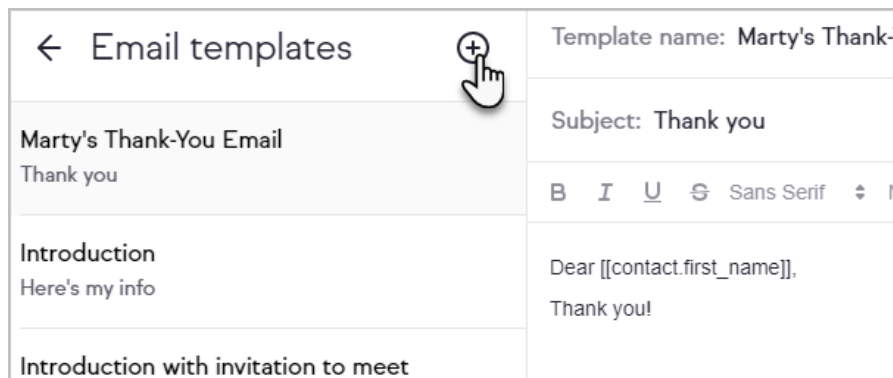 Email templates
Marty's Thank-You Email
Thank you
Introduction
Here's my info
Introduction with invitation to meet
Template name: Marty's Thank-
Subject: Thank you
B I U S Sans Serif
Dear [[contact.first_name]],
Thank you!